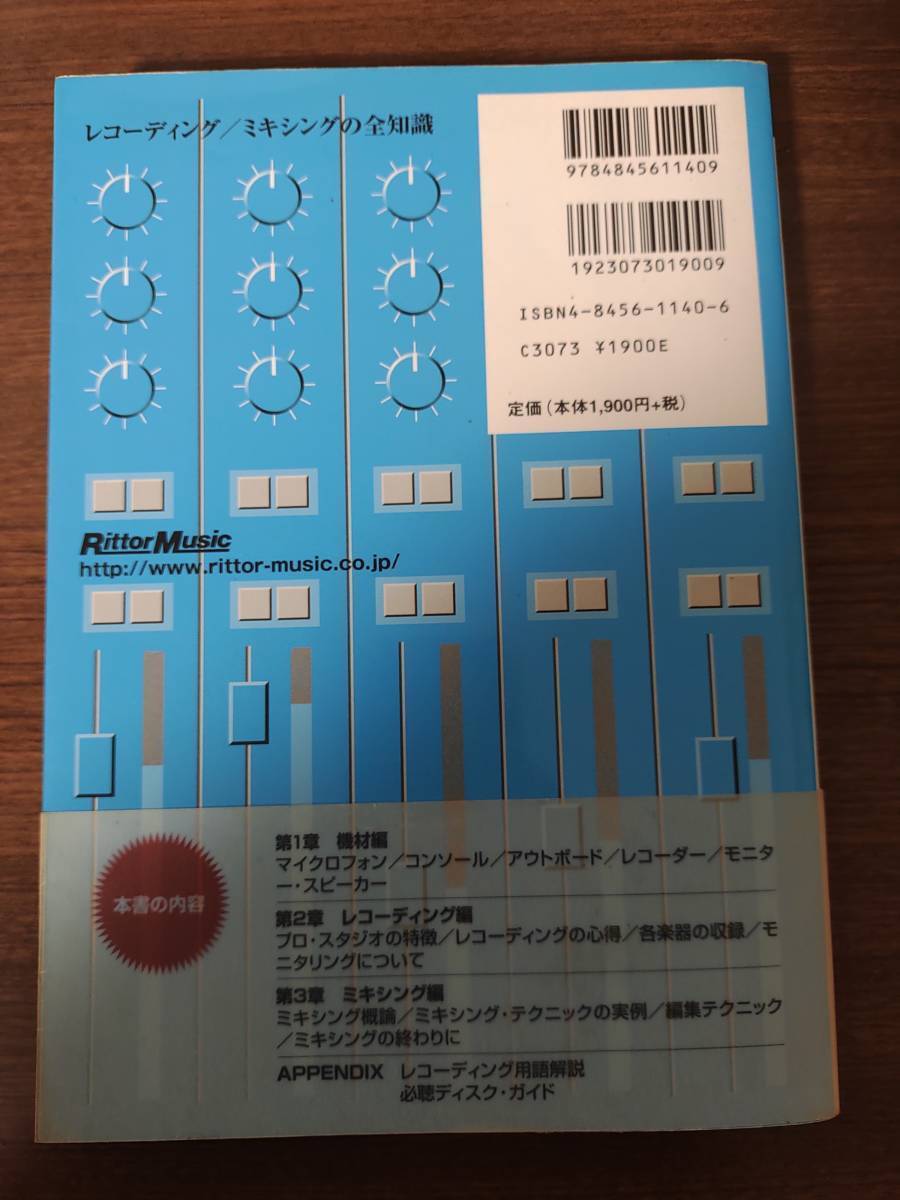 レコーディング／ミキシングの全知識
9784845611409
1923073019009
ISBN4-8456-1140-6
C3073 ¥1900E
定価（本体1,900円+税）
RittorMusic
http://www.rittor-music.co.jp/
本書の内容
第1章 機材編
マイクロフォン／コンソール／アウトボード／レコーダー／モニタ
ー・スピーカー
第2章 レコーディング編
プロ・スタジオの特徴／レコーディングの心得／各楽器の収録／モ
ニタリングについて
第3章 ミキシング編
ミキシング概論／ミキシング・テクニックの実例／編集テクニック
／ミキシングの終わりに
APPENDIX レコーディング用語解説
必聴ディスク・ガイド